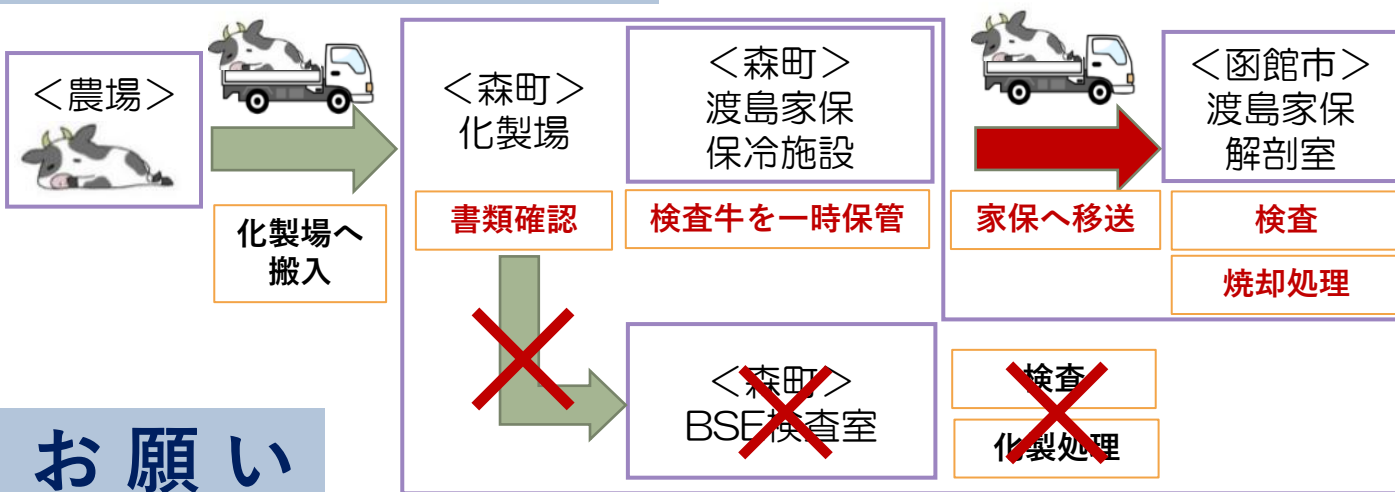 ＜農場＞
化製場へ
搬入
＜森町＞
化製場
書類確認
＜森町＞
渡島家保
保冷施設
検査牛を一時保管
家保へ移送
＜函館市＞
渡島家保
解剖室
検査
焼却処理
＜森町＞
BSE検査室
検査
化製処理
お願い